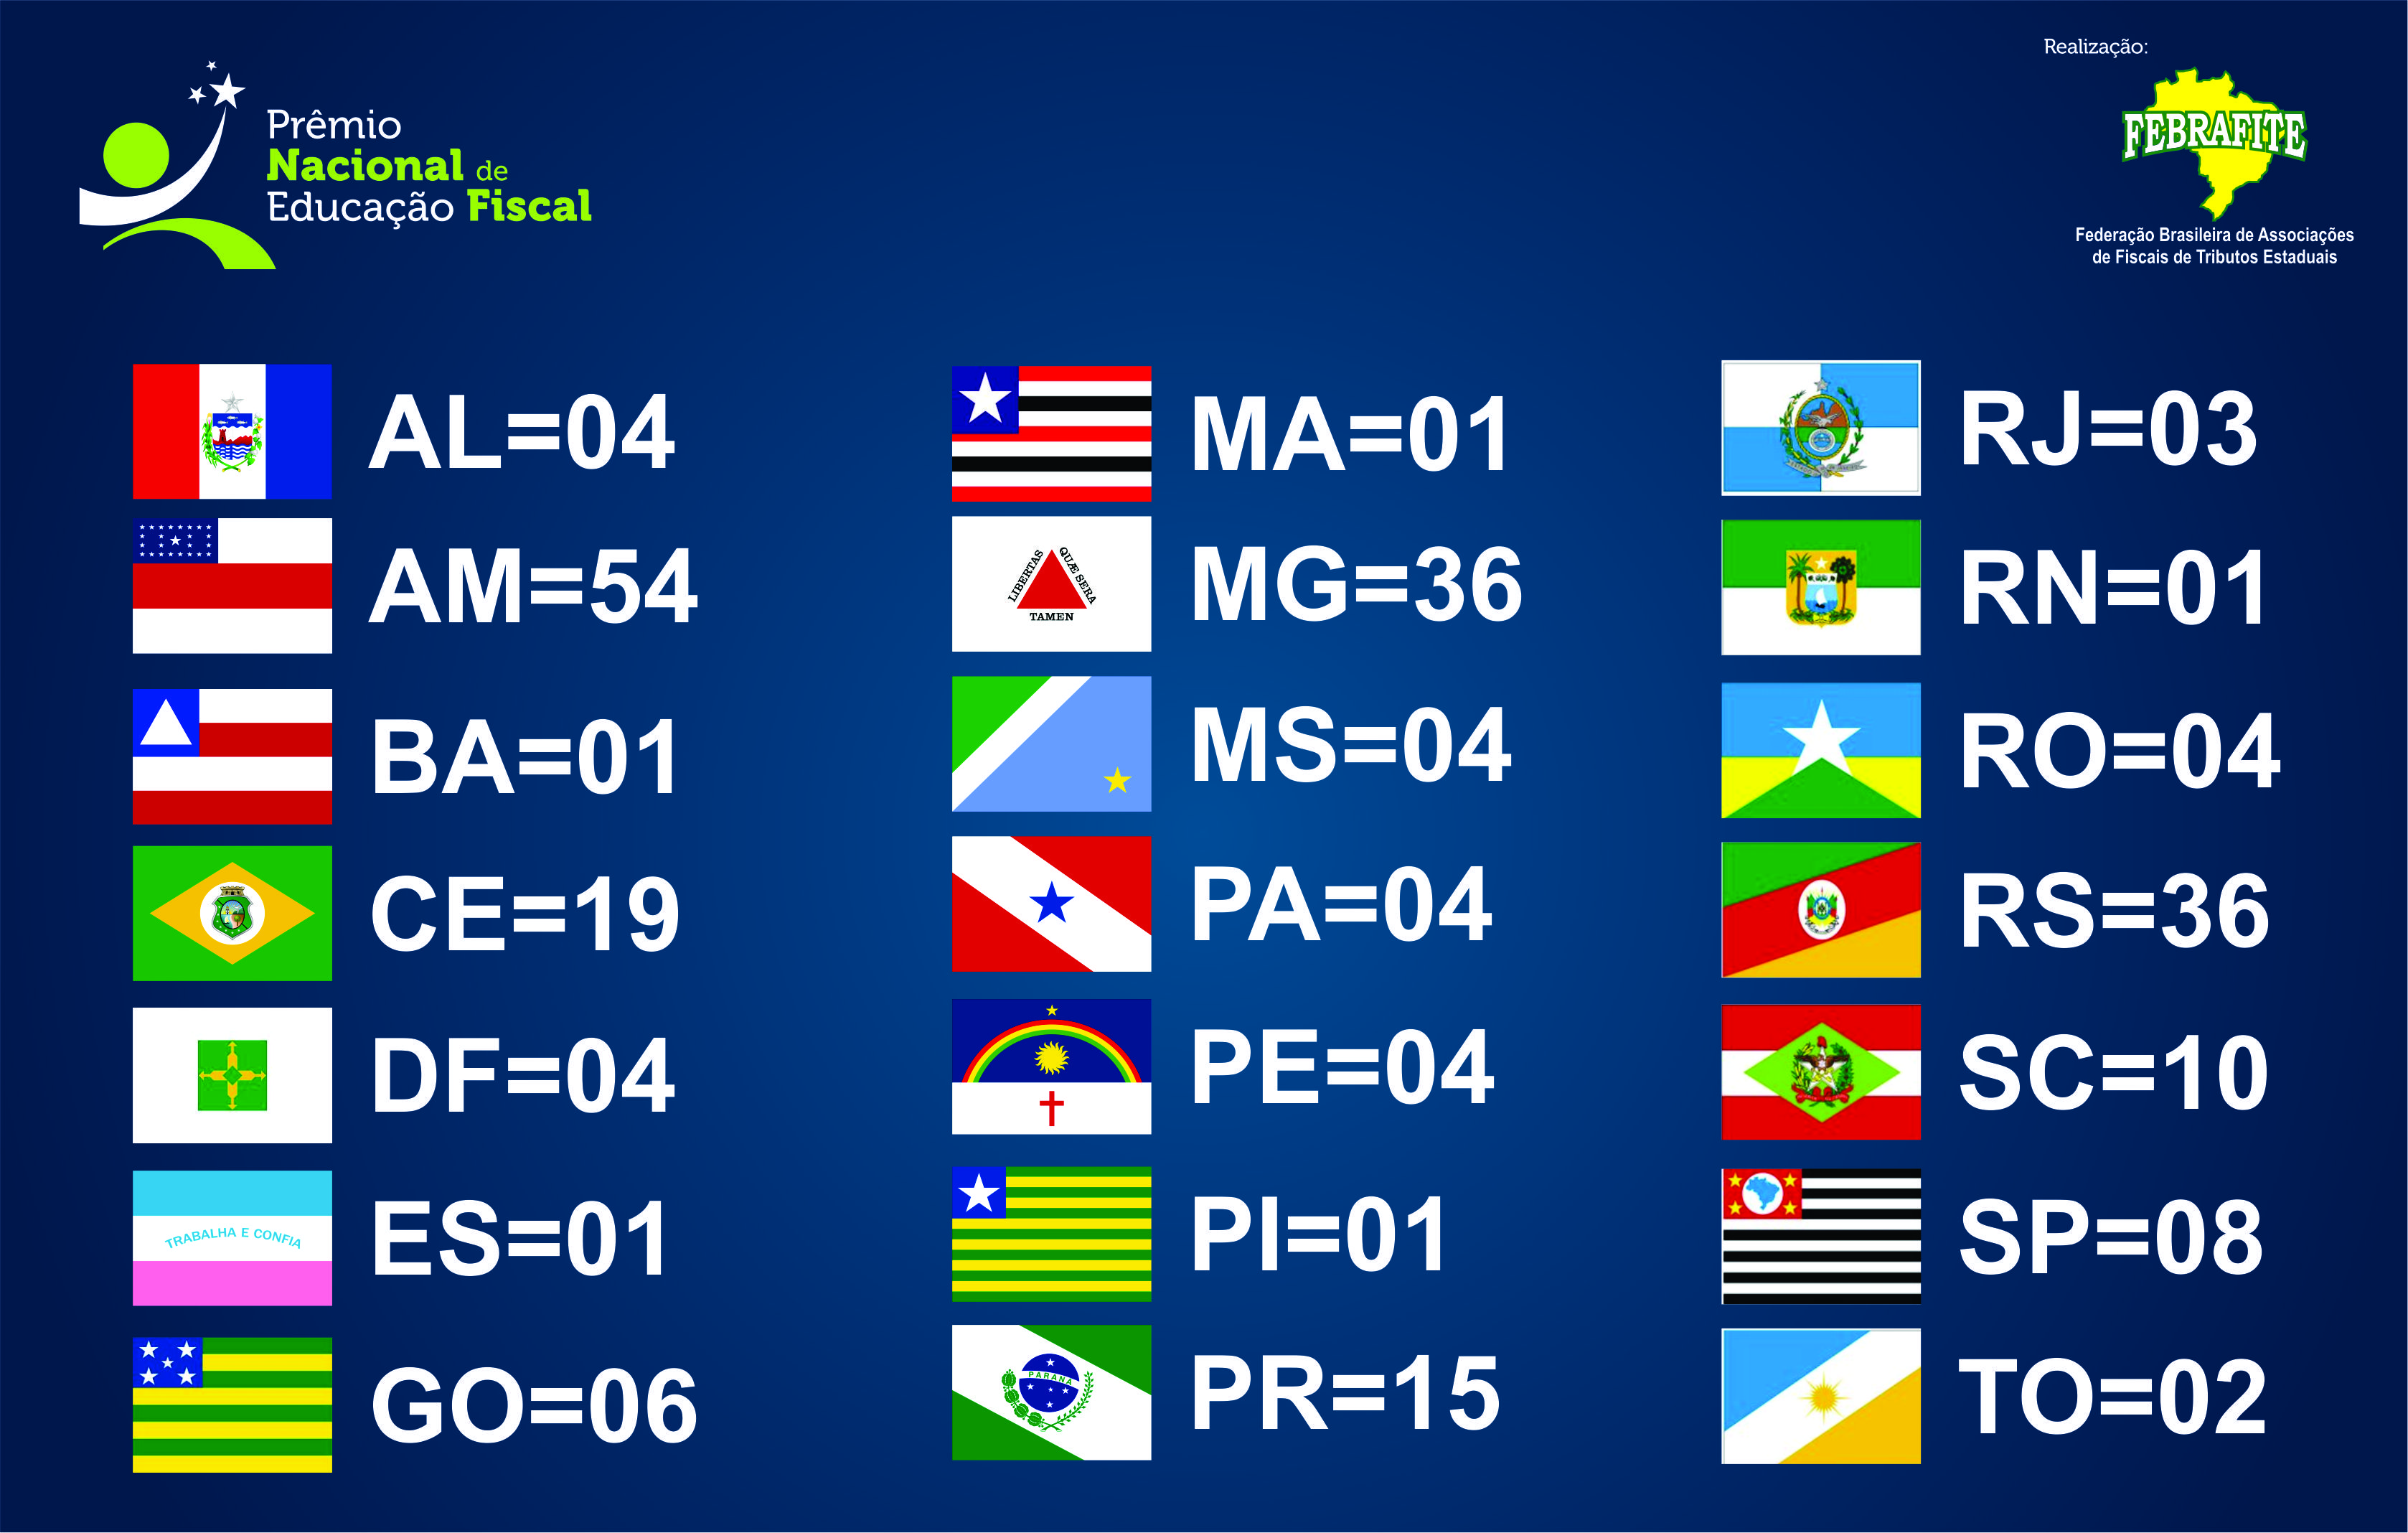 Prêmio
Nacional de
Educação Fiscal
Realização:
FEBRAFITE
Federação Brasileira de Associações
de Fiscais de Tributos Estaduais
AL=04
AM=54
BA=01
CE=19
DF=04
TRABALHA E CONFIA
ES=01
GO=06
MA=01
LIBERTAS QUÆ SERA
TAMEN
MG=36
MS=04
PA=04
PE=04
PI=01
PARANÁ
PR=15
RJ=03
RN=01
RO=04
RS=36
SC=10
SP=08
TO=02